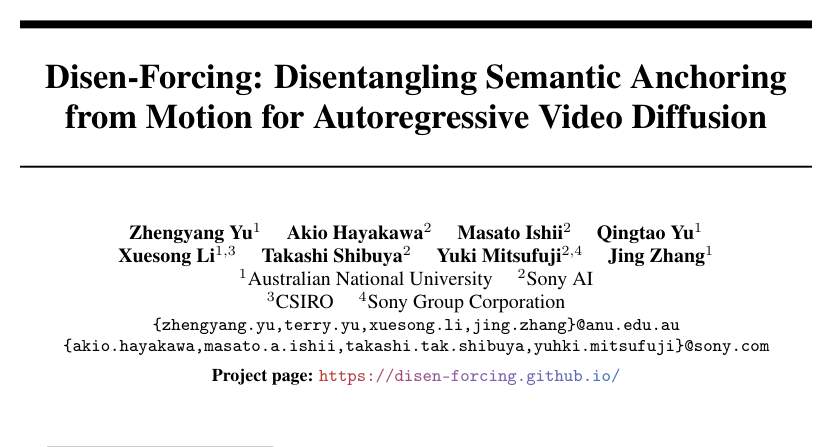 Disen-Forcing: Disentangling Semantic Anchoring
from Motion for Autoregressive Video Diffusion
Zhengyang Yu¹ Akio Hayakawa² Masato Ishii² Qingtao Yu¹
Xuesong Li¹,³ Takashi Shibuya² Yuki Mitsufuji²,⁴ Jing Zhang¹
¹Australian National University ²Sony AI
³CSIRO ⁴Sony Group Corporation
{zhengyang.yu,terry.yu,xuesong.li,jing.zhang}@anu.edu.au
{akio.hayakawa,masato.a.ishii,takashi.tak.shibuya,yuhki.mitsufuji}@sony.com
Project page: https://disen-forcing.github.io/